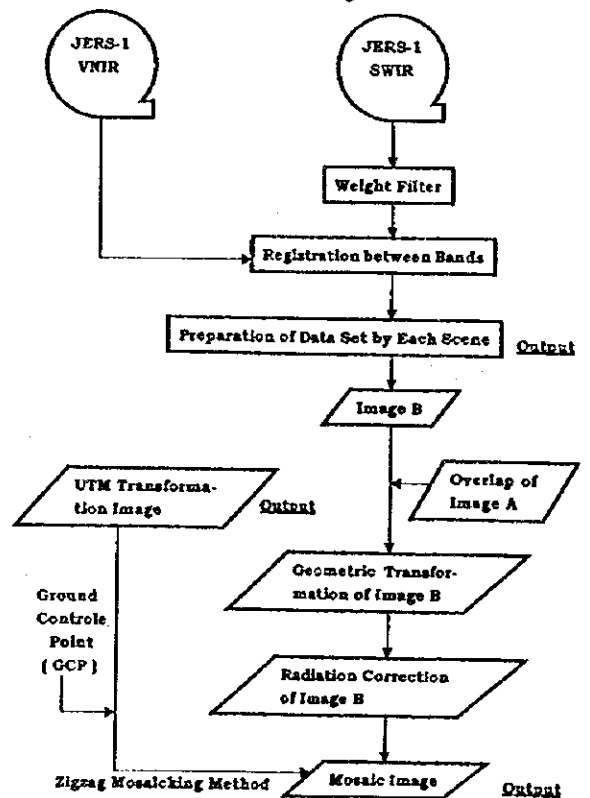 JERS-1
VNIR
JERS-1
SWIR
Weight Filter
Registration between Bands
Preparation of Data Set by Each Scene
Output
Image B
Overlap of
Image A
UTM Transforma-
tion Image
Output
Geometric Transfor-
mation of Image B
Ground
Controle
Point
( GCP )
Radiation Correction
of Image B
Zigzag Mosaicking Method
Mosaic Image
Output